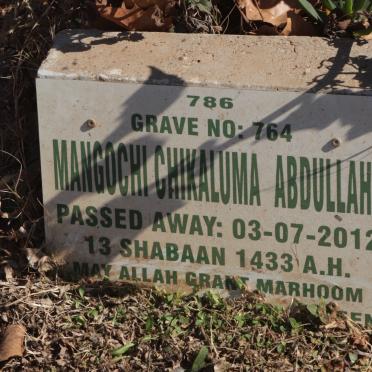 786
GRAVE NO: 764
MANGOCHI CHIKALUMA ABDULLAH
PASSED AWAY: 03-07-2012
13 SHABAAN 1433 A.H.
MAY ALLAH GRANT MARHOOM